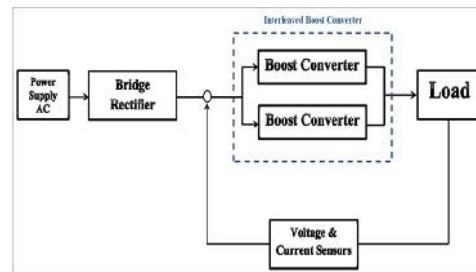 Interleaved Boost Converter
Power
Supply
AC
Bridge
Rectifier
Boost Converter
Boost Converter
Load
Voltage &
Current Sensors